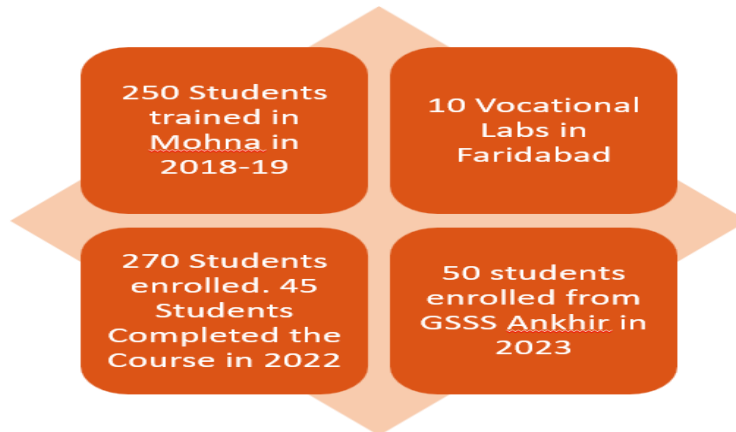 250 Students
trained in
Mohna in
2018-19
10 Vocational
Labs in
Faridabad
270 Students
enrolled. 45
Students
Completed the
Course in 2022
50 students
enrolled from
GSSS Ankhir in
2023